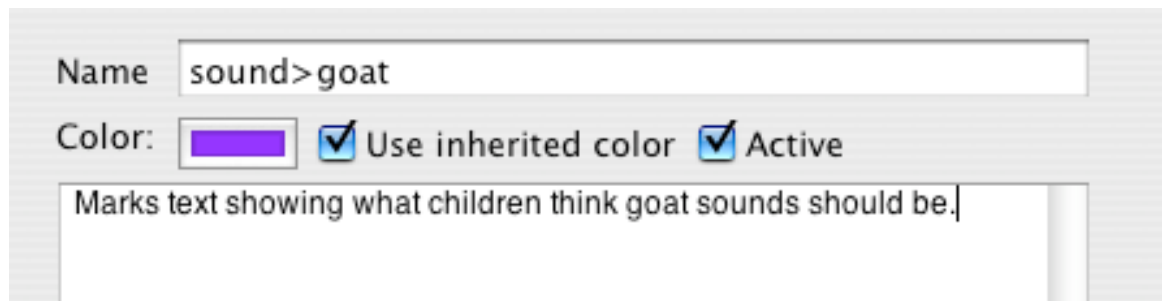 Name sound>goat
Color: Use inherited color Active
Marks text showing what children think goat sounds should be.